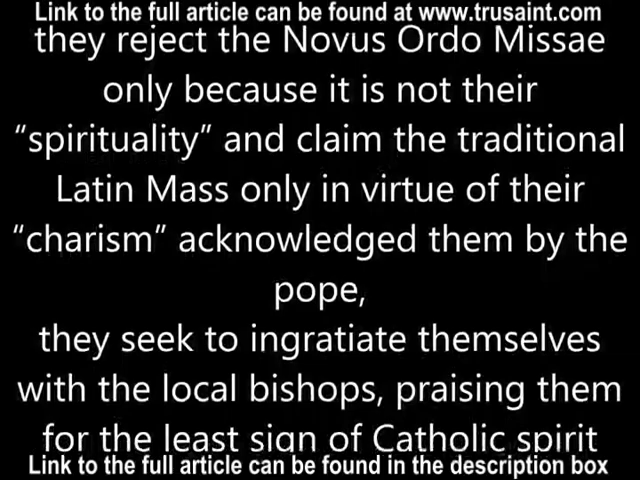 Link to the full article can be found at www.trusaint.com
they reject the Novus Ordo Missae
only because it is not their
“spirituality” and claim the traditional
Latin Mass only in virtue of their
“charism” acknowledged them by the
pope,
they seek to ingratiate themselves
with the local bishops, praising them
for the least sign of Catholic spirit
Link to the full article can be found in the description box